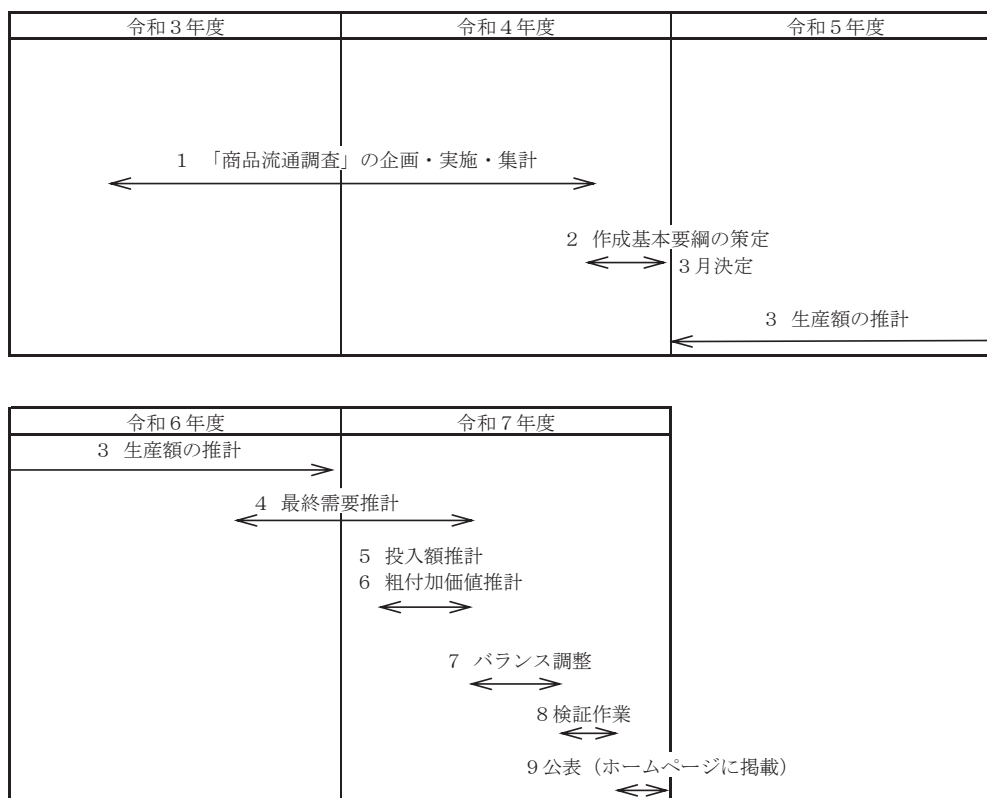 令和３年度
令和４年度
令和５年度
１ 「商品流通調査」の企画・実施・集計
２ 作成基本要綱の策定
３月決定
３ 生産額の推計
令和６年度
令和７年度
３ 生産額の推計
４ 最終需要推計
５ 投入額推計
６ 粗付加価値推計
７ バランス調整
８検証作業
９公表（ホームページに掲載）